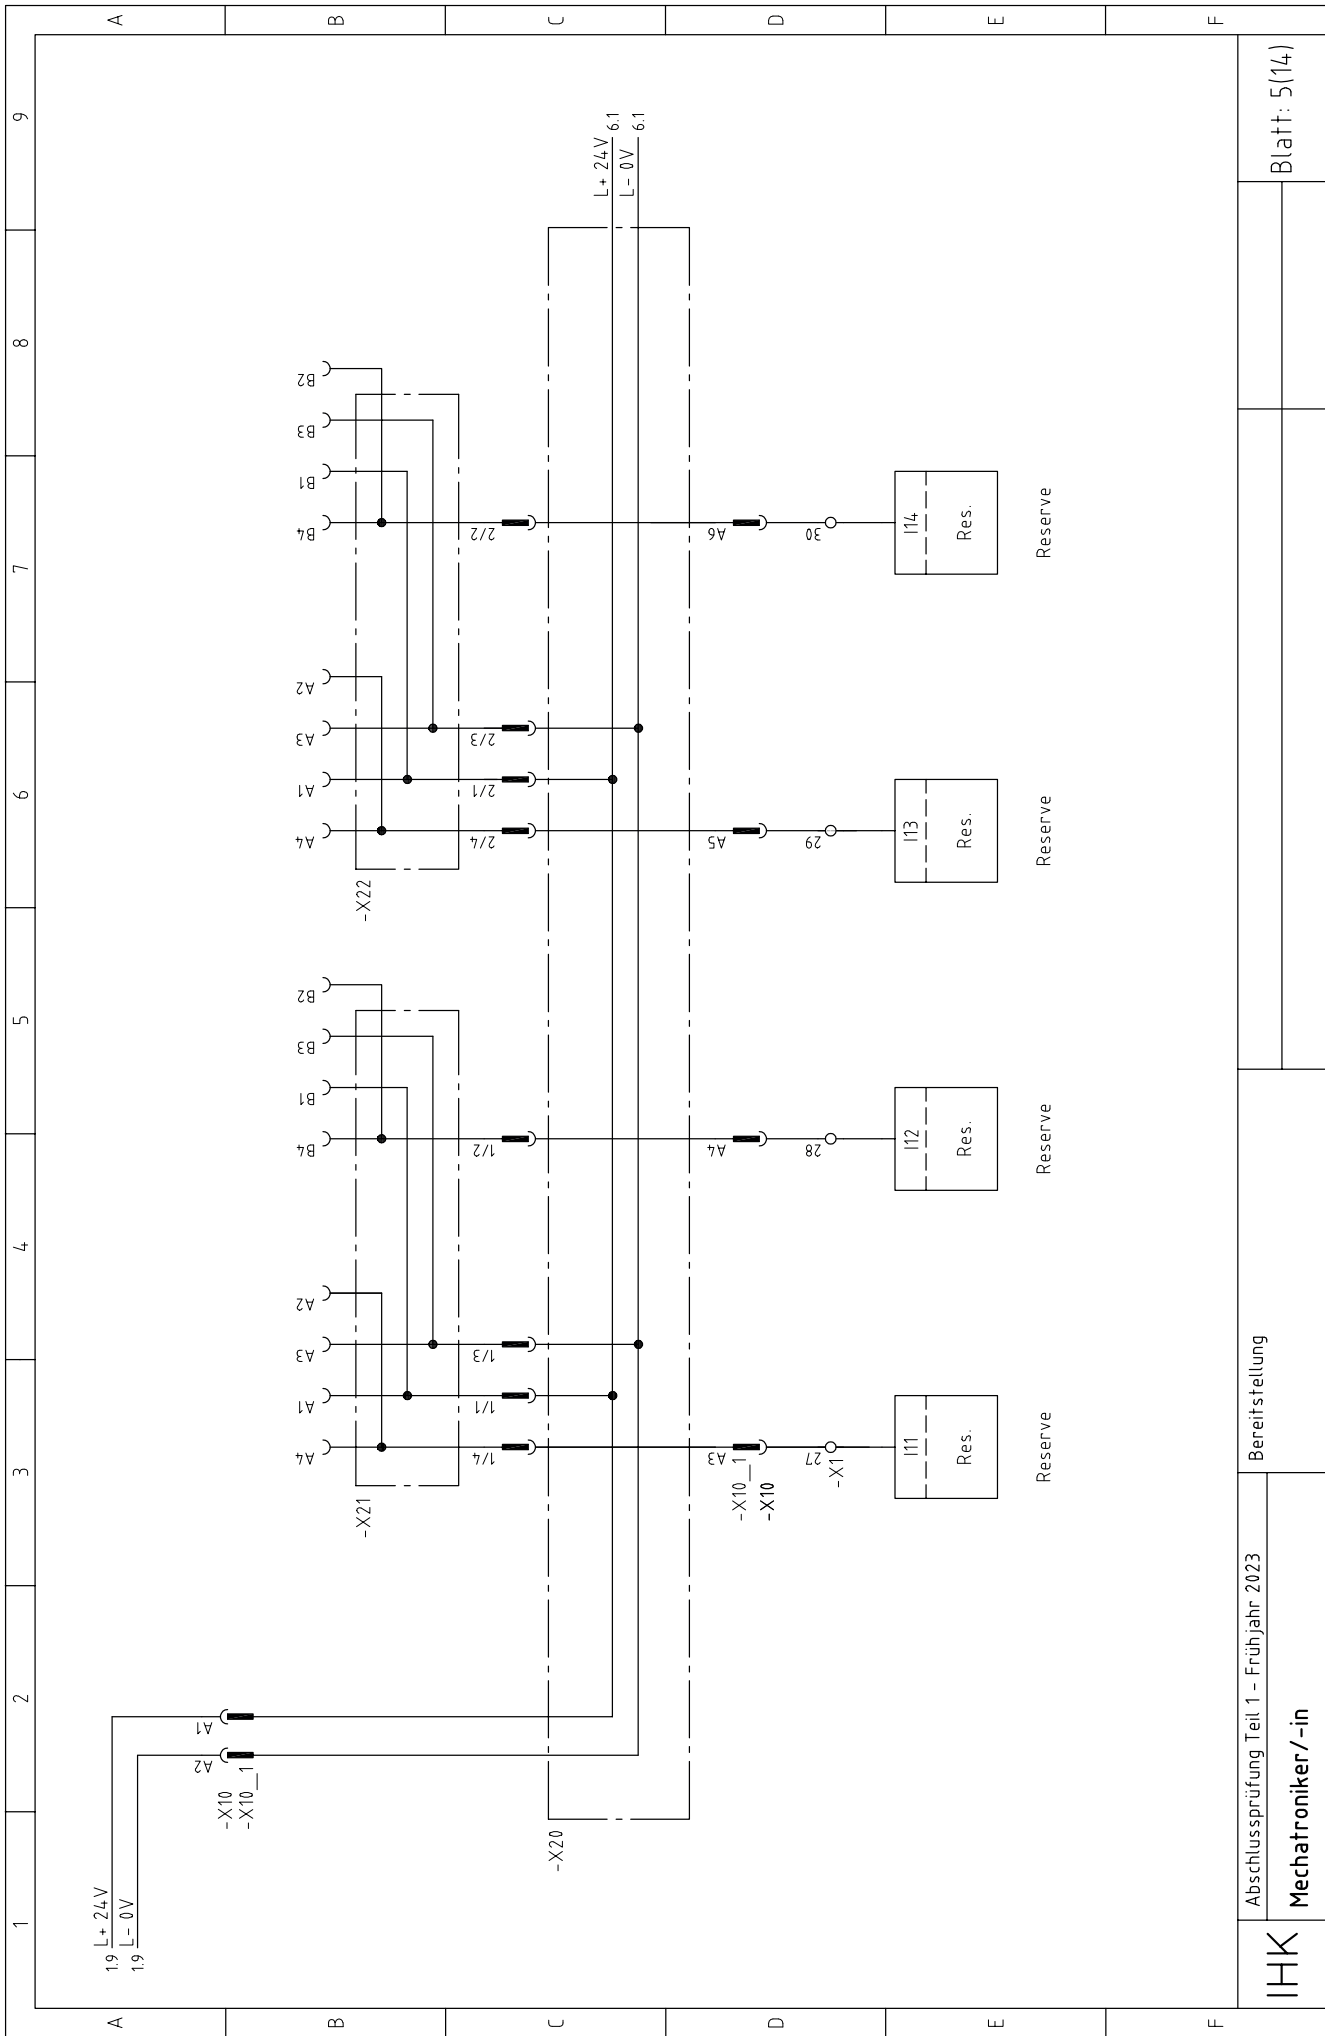 1 2 3 4 5 6 7 8 9
A A
B B
C C
D D
E E
F F
1.9 L+ 24V
1.9 L- 0V
L+ 24V 6.1
L- 0V 6.1
A2 A1
-X10
-X10__1
A4 A1 A3 A2 B4 B1 B3 B2
-X21
A4 A1 A3 A2 B4 B1 B3 B2
-X22
1/4 1/1 1/3 1/2 2/4 2/1 2/3 2/2
-X20
A3 A4 A5 A6
-X10__1
-X10
27 28 29 30
-X1
I11 I12 I13 I14
Res. Res. Res. Res.
Reserve Reserve Reserve Reserve
IHK
Abschlussprüfung Teil 1 - Frühjahr 2023
Mechatroniker/-in
Bereitstellung
Blatt: 5(14)